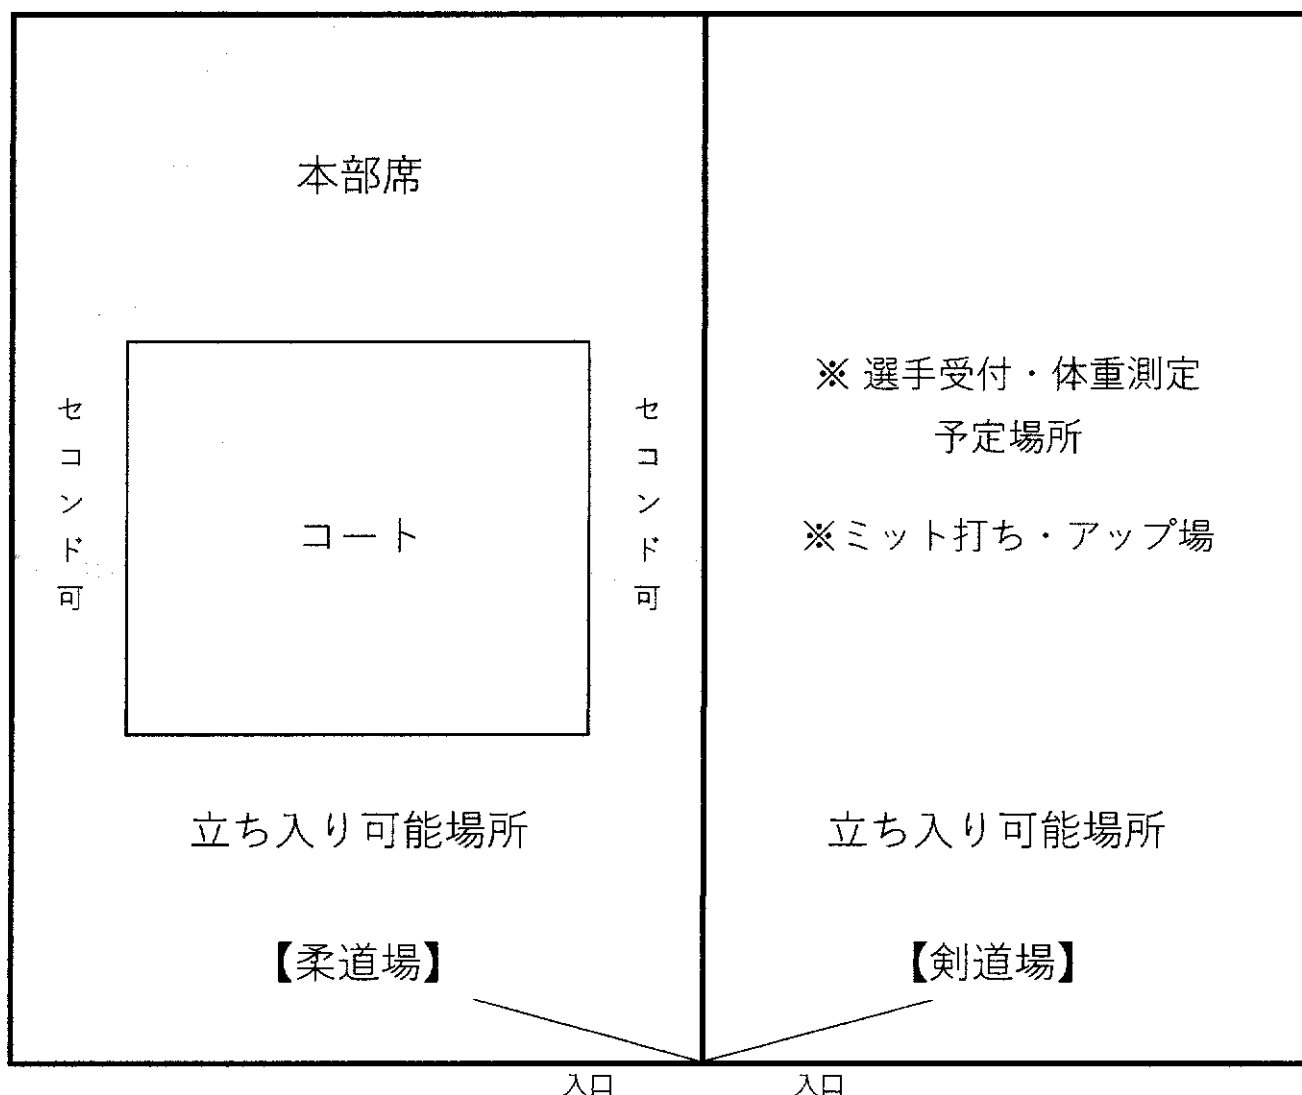 本部席
セコンド可
コート
セコンド可
立ち入り可能場所
【柔道場】
※ 選手受付・体重測定
予定場所
※ミット打ち・アップ場
立ち入り可能場所
【剣道場】
入口
入口